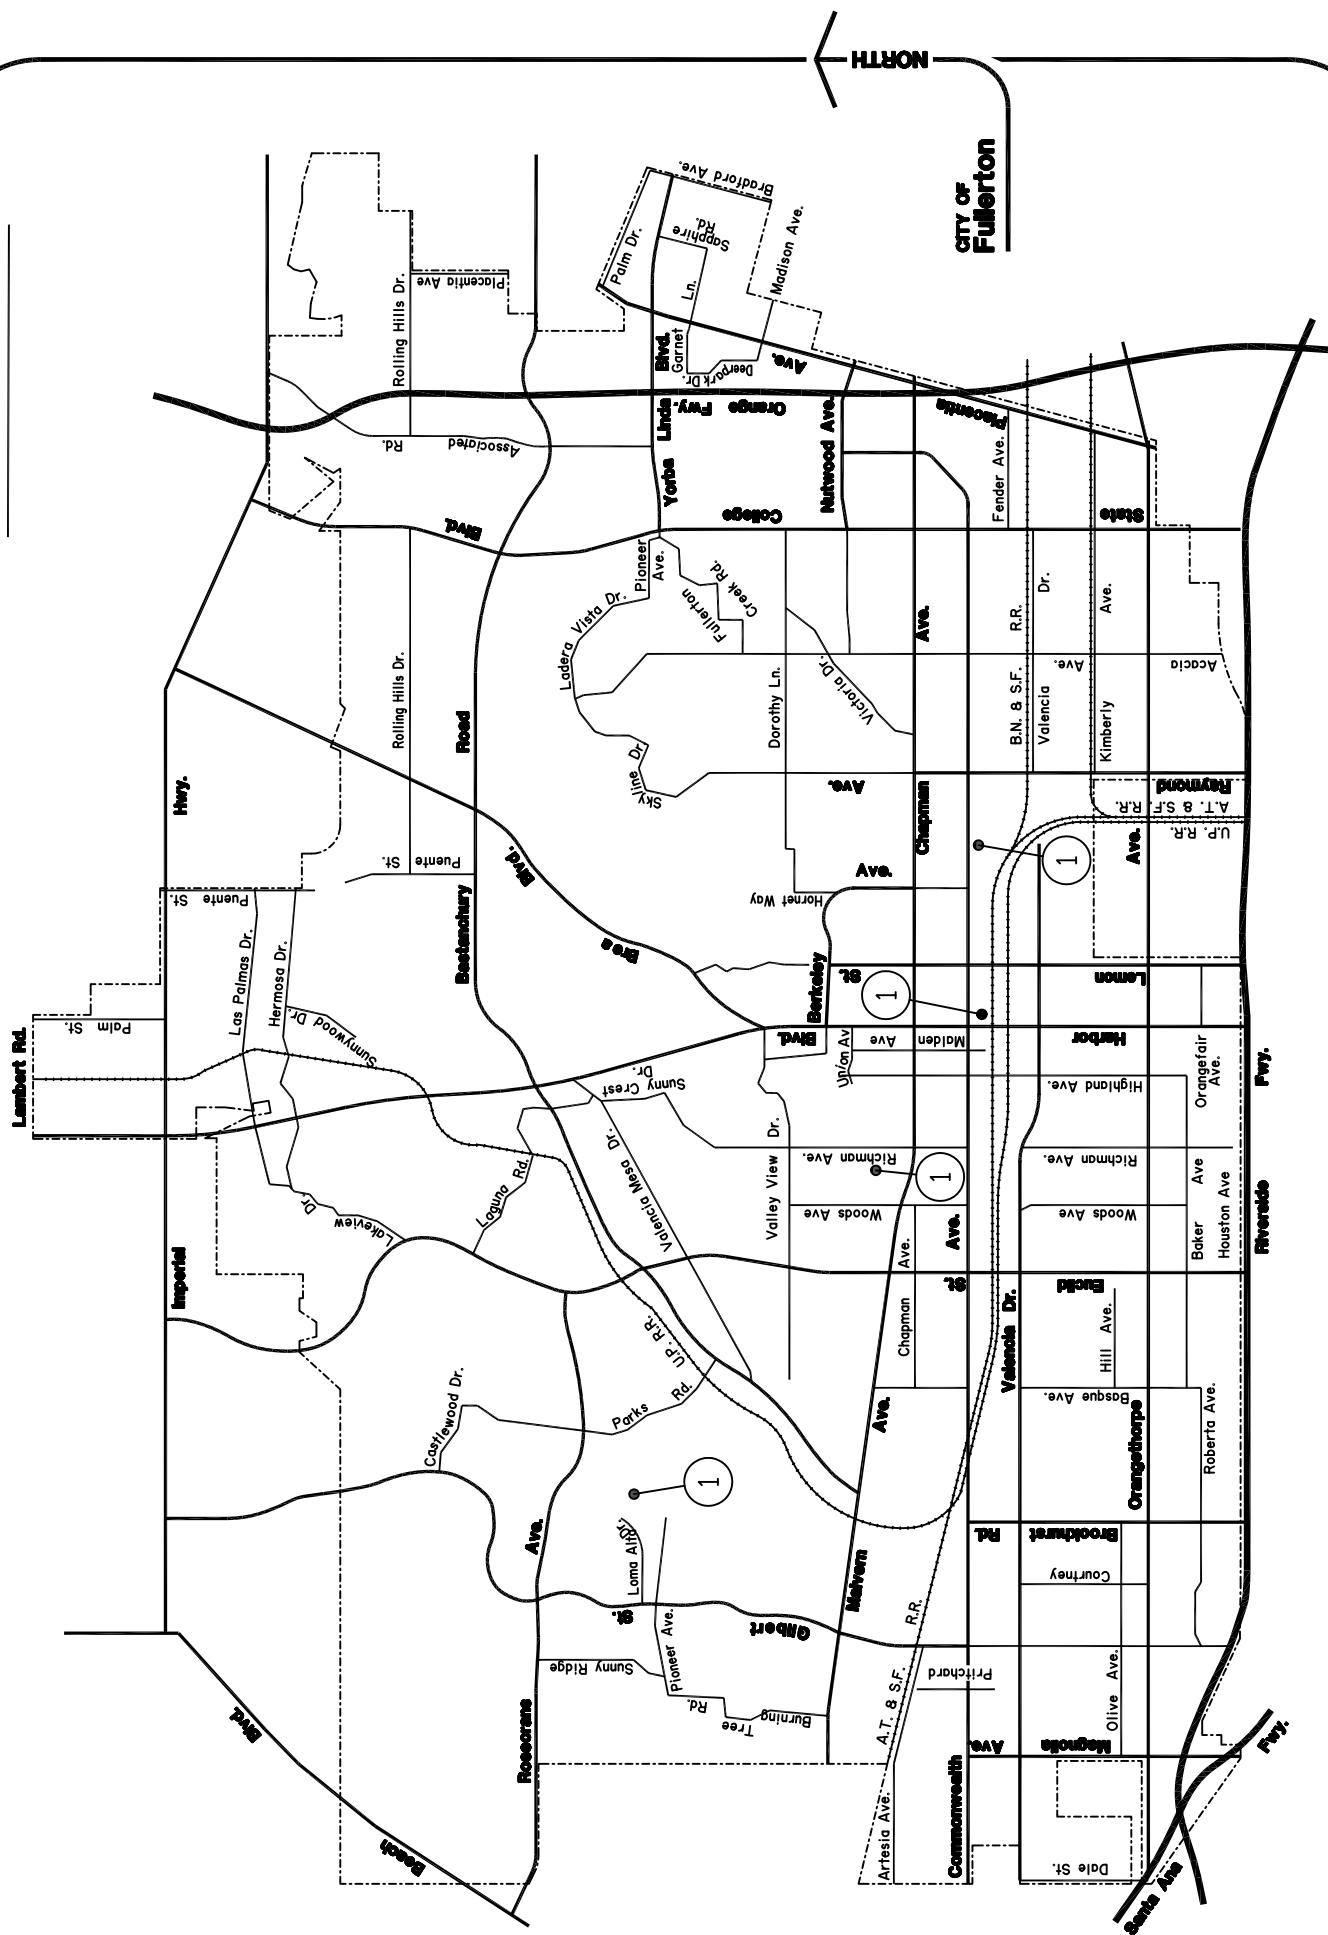 NORTH
CITY OF
Fullerton
Bradford Ave.
Palm Dr.
Sapphire
Rd.
Madison Ave.
Placentia Ave
Rolling Hills Dr.
Ln.
Garnet
Deerpark Dr.
Blvd.
Ave.
Placentia
Orange Fwy.
Linda
Yorba
Nutwood Ave.
Associated
Rd.
Fender Ave.
College
State
Blvd.
Pioneer
Ave.
Ladera Vista Dr.
Fullerton
Creek Rd.
Dr.
Ave.
R.R.
Ave.
Acacia
Ave.
Victoria Dr.
Dorothy Ln.
Rolling Hills Dr.
Road
B.N. & S.F.
Valencia
Kimberly
Skyline Dr.
Hwy.
Ave.
Raymond
Chapman
A.T. & S.F. R.R.
U.P. R.R.
Ave.
1
Puente St.
Blvd.
Ave.
Hornet Way
Puente St.
Bastanchury
Brea
Las Palmas Dr.
Hermosa Dr.
Berkeley
St.
Lemon
1
Palm St.
Sunnywood Dr.
Lambert Rd.
Blvd.
Union Av
Malden Ave
Harbor
Orangefair
Ave.
Fwy.
Sunny Crest
Dr.
Highland Ave.
Valencia Mesa Dr.
Valley View Dr.
Richman Ave.
1
Richman Ave.
Laguna Rd.
Lakeview
Dr.
Woods Ave
Woods Ave
Baker Ave
Houston Ave
Riverside
Imperial
Ave.
Ave.
St.
Euclid
Chapman
Valencia Dr.
Hill Ave.
U.P. R.R.
Castlewood Dr.
Parks Rd.
Ave.
Basque Ave.
Orangethorpe
Roberta Ave.
1
Ave.
Loma Alta
Dr.
Rd.
Brookhurst
Courtney
Malvern
St.
Gilbert
R.R.
Pioneer Ave.
Sunny Ridge
Pritchard
Rd.
Tree
Burning
A.T. & S.F.
Olive Ave.
Blvd.
Rosecrans
Ave.
Magnolia
Fwy.
Commonwealth
Artesia Ave.
Beach
Dale St.
Santa Ana